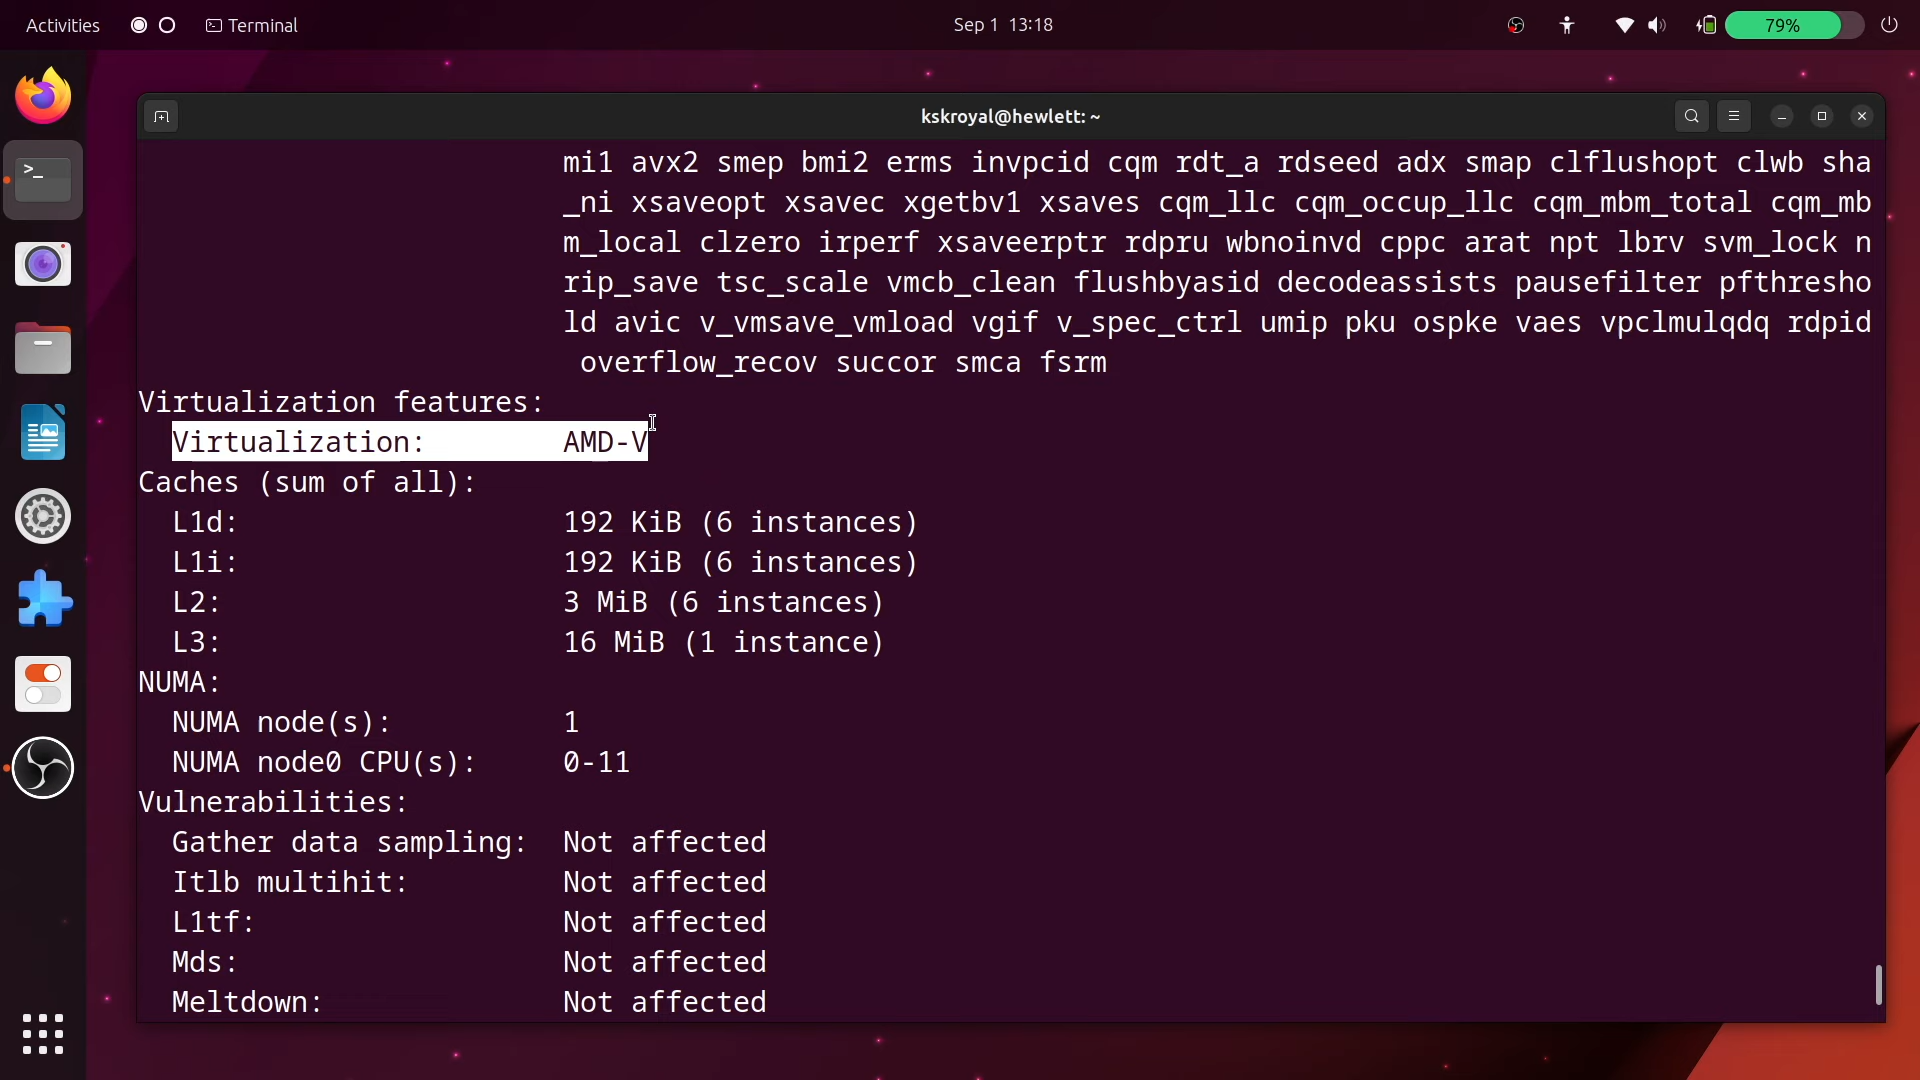 Activities
Terminal
Sep 1 13:18
79%
kskroyal@hewlett: ~
mi1 avx2 smep bmi2 erms invpcid cqm rdt_a rdseed adx smap clflushopt clwb sha
_ni xsaveopt xsavec xgetbv1 xsaves cqm_llc cqm_occup_llc cqm_mbm_total cqm_mb
m_local clzero irperf xsaveerptr rdpru wbnoinvd cppc arat npt lbrv svm_lock n
rip_save tsc_scale vmcb_clean flushbyasid decodeassists pausefilter pfthresho
ld avic v_vmsave_vmload vgif v_spec_ctrl umip pku ospke vaes vpclmulqdq rdpid
overflow_recov succor smca fsrm
Virtualization features:
Virtualization: AMD-V
Caches (sum of all):
L1d: 192 KiB (6 instances)
L1i: 192 KiB (6 instances)
L2: 3 MiB (6 instances)
L3: 16 MiB (1 instance)
NUMA:
NUMA node(s): 1
NUMA node0 CPU(s): 0-11
Vulnerabilities:
Gather data sampling: Not affected
Itlb multihit: Not affected
L1tf: Not affected
Mds: Not affected
Meltdown: Not affected